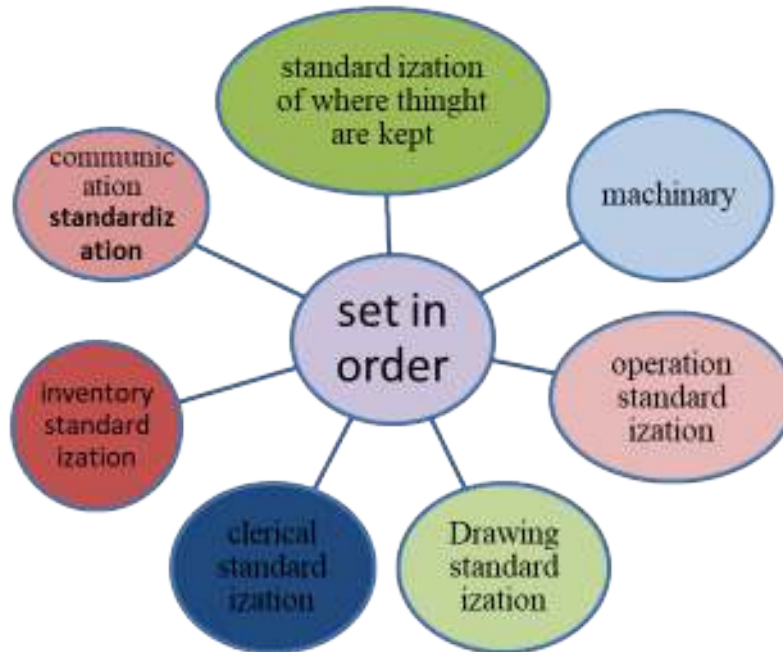 standard ization
of where thinght
are kept
communic
ation
standardiz
ation
machinary
set in
order
operation
standard
ization
inventory
standard
ization
clerical
standard
ization
Drawing
standard
ization